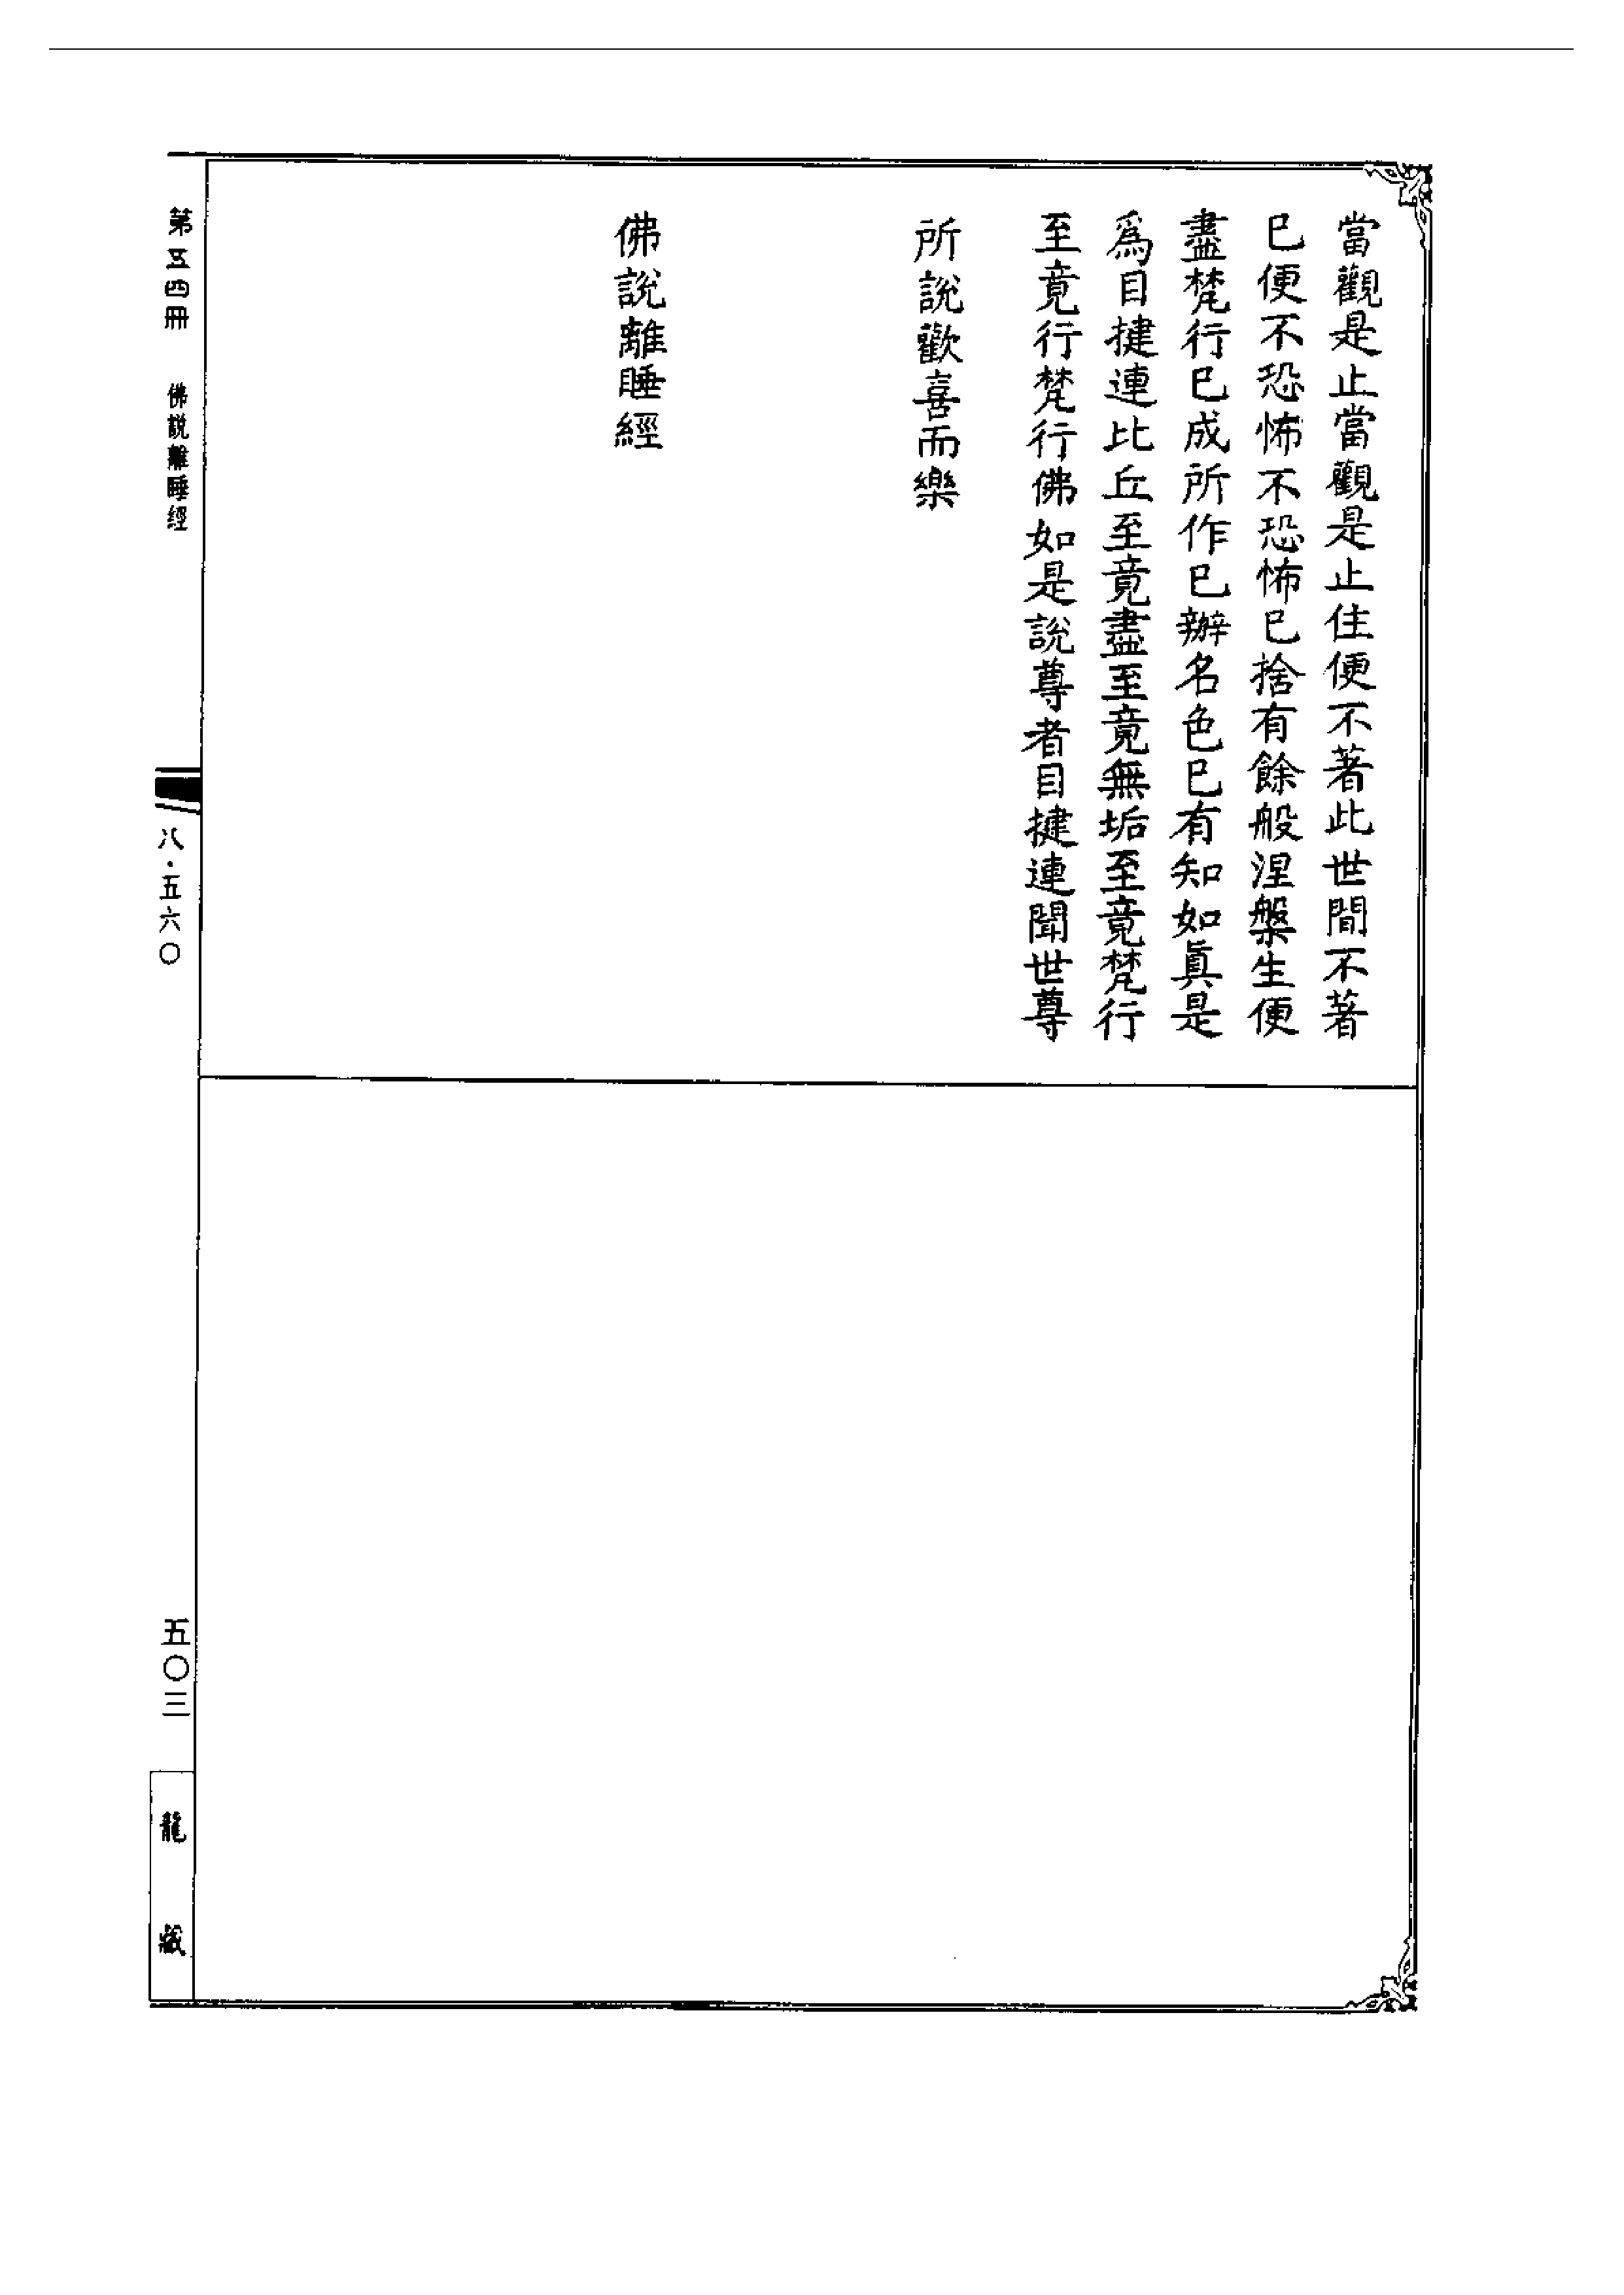 當觀是止當觀是止住便不著此世間不著
已便不恐怖不恐怖已捨有餘般涅槃生便
盡梵行已成所作已辦名色已有知如眞是
爲目揵連比丘至竟盡至竟無垢至竟梵行
至竟行梵行佛如是說尊者目揵連聞世尊
所說歡喜而樂
佛說離睡經
第五四冊 佛說離睡經
八·五六〇
五〇三
龍藏